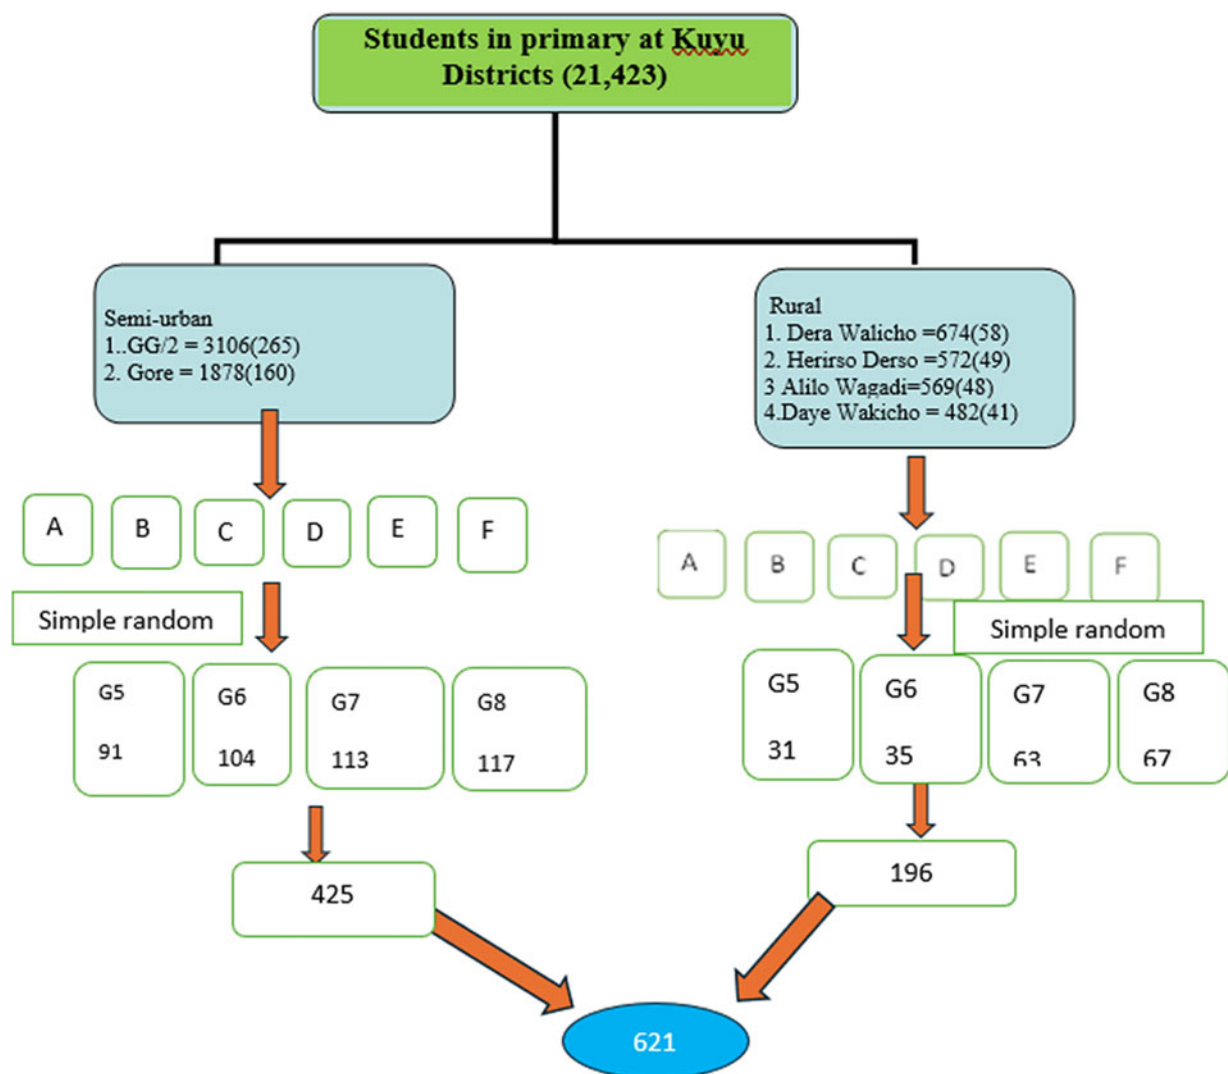 Students in primary at Kuyu
Districts (21,423)
Semi-urban
1..GG/2 = 3106(265)
2. Gore = 1878(160)
Rural
1. Dera Walicho =674(58)
2. Herirso Derso =572(49)
3 Alilo Wagadi=569(48)
4.Daye Wakicho = 482(41)
A B C D E F
A B C D E F
Simple random
Simple random
G5 G6 G7 G8
91 104 113 117
G5 G6 G7 G8
31 35 63 67
425
196
621